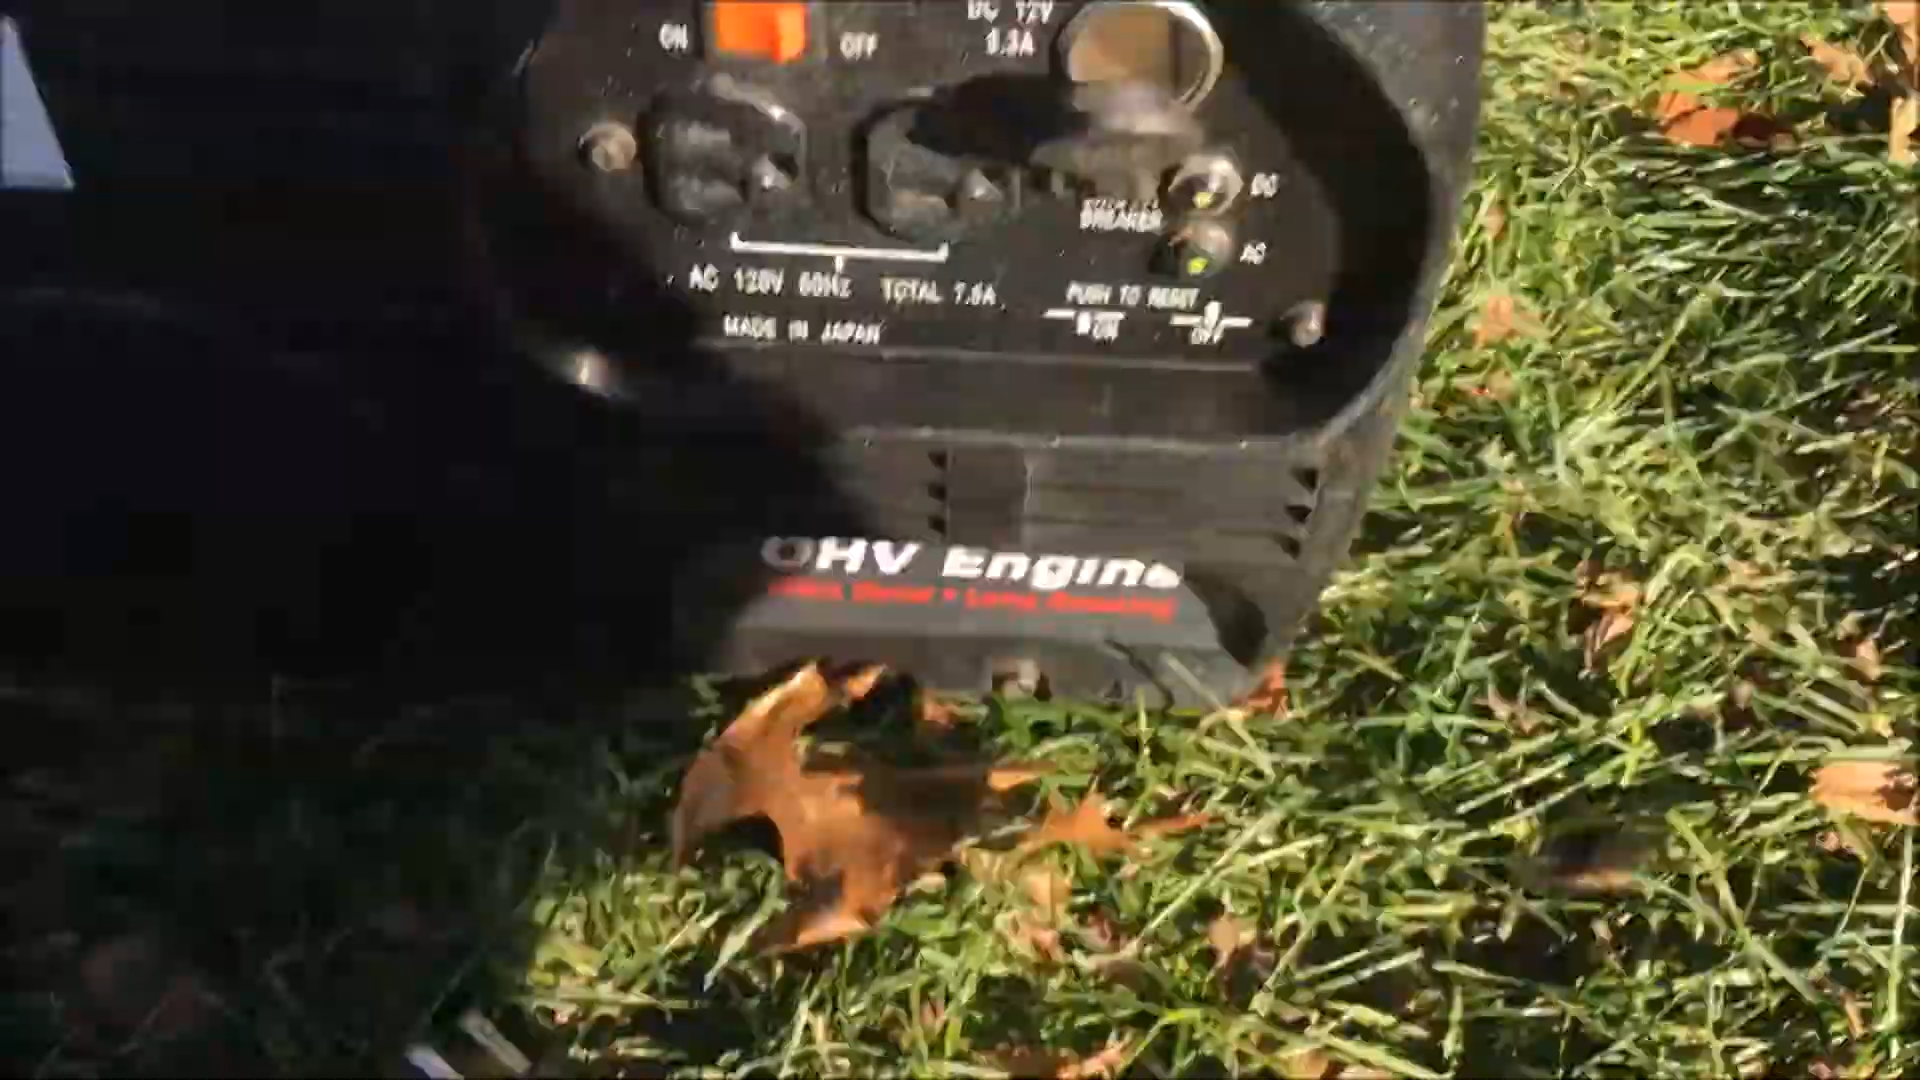 ON OFF
DC 12V
8.3A
BREAKER
DC
AC
AC 120V 60HZ TOTAL 7.5A
PUSH TO RESET
ON OFF
MADE IN JAPAN
OHV Engine